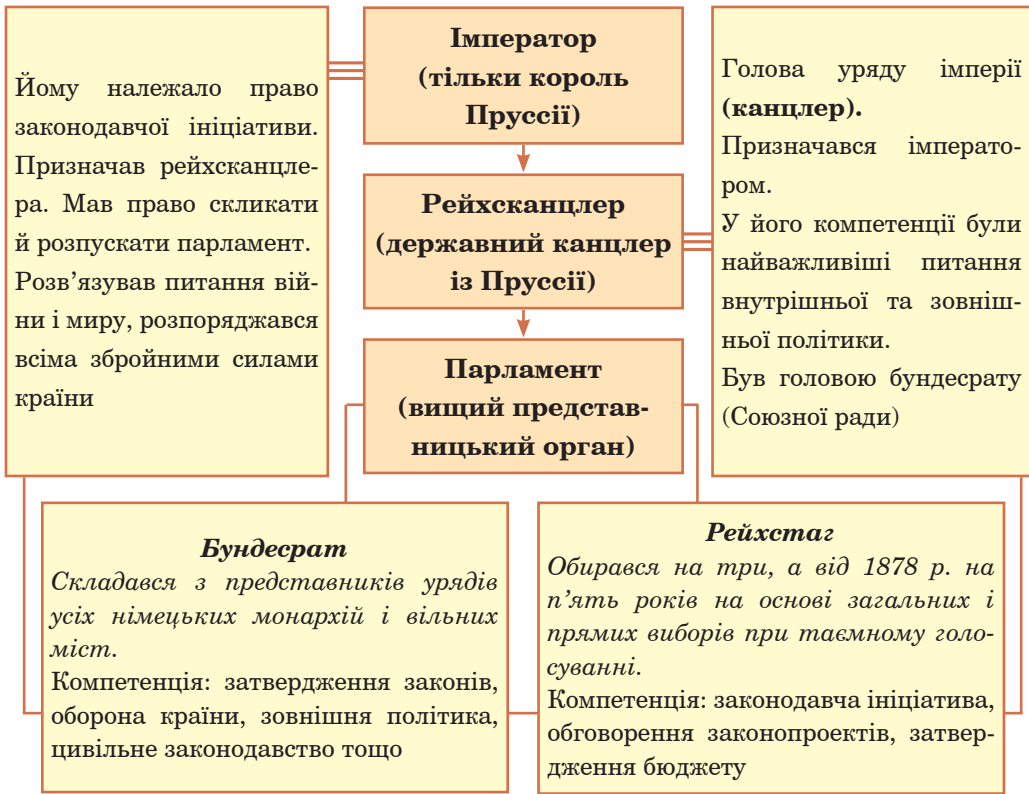 Імператор
(тільки король
Пруссії)
Йому належало право
законодавчої ініціативи.
Призначав рейхсканцле-
ра. Мав право скликати
й розпускати парламент.
Розв’язував питання вій-
ни і миру, розпоряджався
всіма збройними силами
країни
Рейхсканцлер
(державний канцлер
із Пруссії)
Голова уряду імперії
(канцлер).
Призначався імперато-
ром.
У його компетенції були
найважливіші питання
внутрішньої та зовніш-
ньої політики.
Був головою бундесрату
(Союзної ради)
Парламент
(вищий представ-
ницький орган)
Бундесрат
Складався з представників урядів
усіх німецьких монархій і вільних
міст.
Компетенція: затвердження законів,
оборона країни, зовнішня політика,
цивільне законодавство тощо
Рейхстаг
Обирався на три, а від 1878 р. на
п’ять років на основі загальних і
прямих виборів при таємному голо-
суванні.
Компетенція: законодавча ініціатива,
обговорення законопроектів, затвер-
дження бюджету